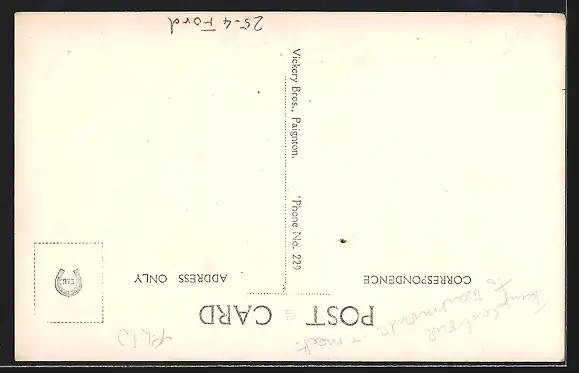 POST CARD
CORRESPONDENCE
ADDRESS ONLY
Vickery Bros., Paignton. 'Phone No. 229
25-4 Ford